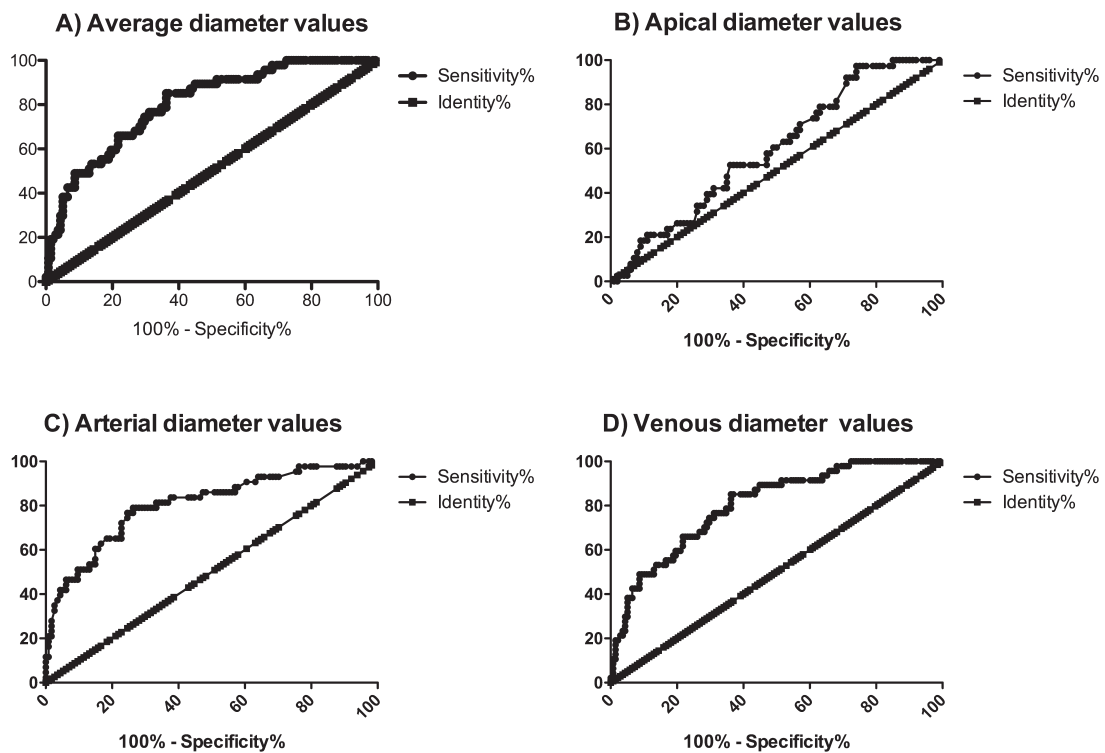 A) Average diameter values
100
80
60
40
20
0
0 20 40 60 80 100
100% - Specificity%
Sensitivity%
Identity%
B) Apical diameter values
100
80
60
40
20
0
0 20 40 60 80 100
100% - Specificity%
Sensitivity%
Identity%
C) Arterial diameter values
100
80
60
40
20
0
0 20 40 60 80 100
100% - Specificity%
Sensitivity%
Identity%
D) Venous diameter values
100
80
60
40
20
0
0 20 40 60 80 100
100% - Specificity%
Sensitivity%
Identity%